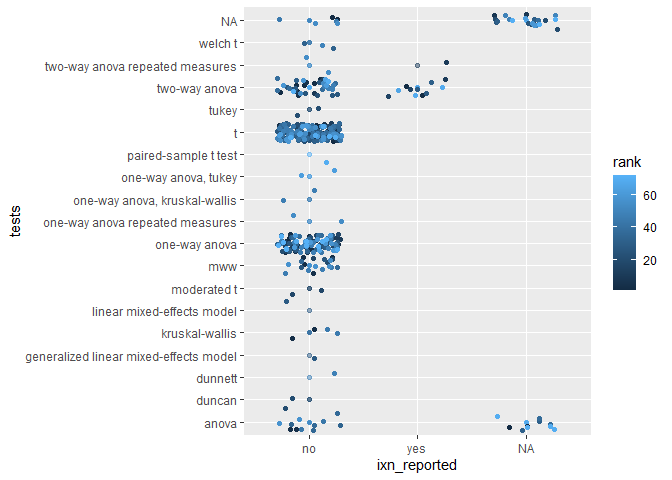 NA
welch t
two-way anova repeated measures
two-way anova
tukey
t
paired-sample t test
one-way anova, tukey
one-way anova, kruskal-wallis
one-way anova repeated measures
one-way anova
mww
moderated t
linear mixed-effects model
kruskal-wallis
generalized linear mixed-effects model
dunnett
duncan
anova
tests
no yes NA
ixn_reported
rank
60
40
20